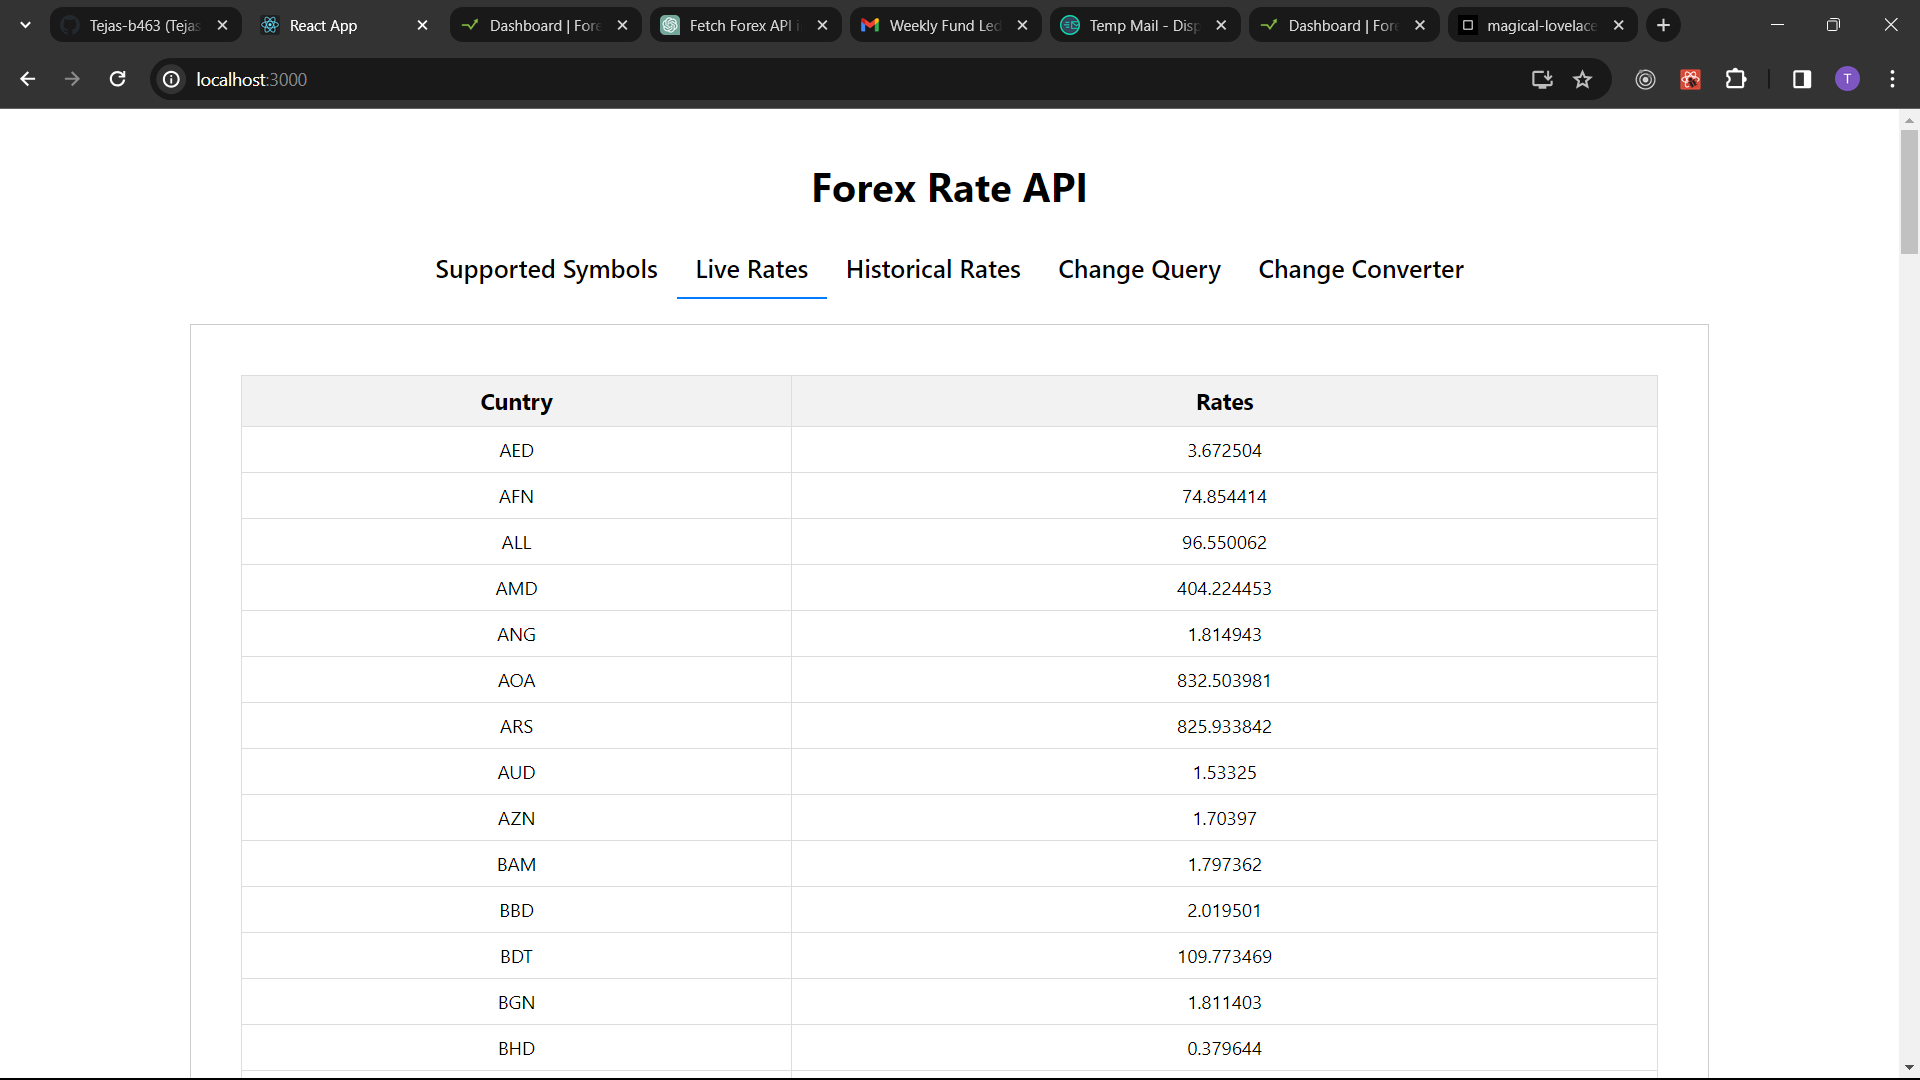 Tejas-b463 (Tejas
React App
Dashboard | Fore
Fetch Forex API i
Weekly Fund Led
Temp Mail - Disp
Dashboard | Fore
magical-lovelace
localhost:3000
T
Forex Rate API
Supported Symbols Live Rates Historical Rates Change Query Change Converter
Cuntry Rates
AED 3.672504
AFN 74.854414
ALL 96.550062
AMD 404.224453
ANG 1.814943
AOA 832.503981
ARS 825.933842
AUD 1.53325
AZN 1.70397
BAM 1.797362
BBD 2.019501
BDT 109.773469
BGN 1.811403
BHD 0.379644